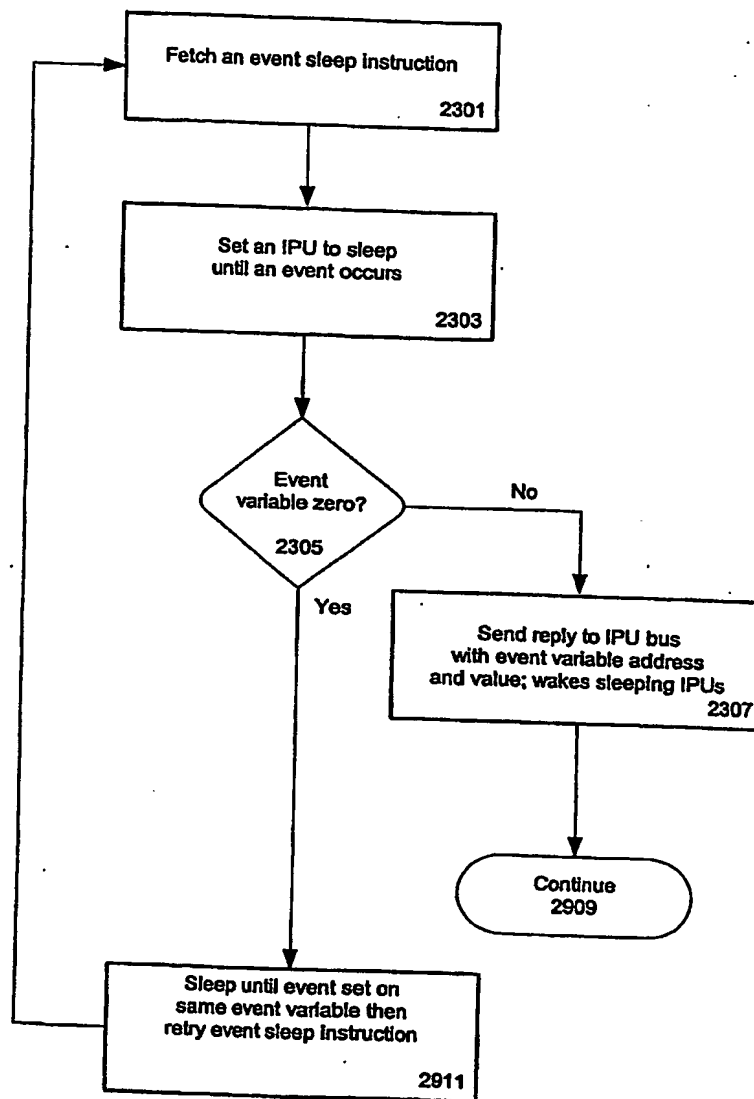 Fetch an event sleep instruction
2301
Set an IPU to sleep
until an event occurs
2303
Event
variable zero?
2305
No
Yes
Send reply to IPU bus
with event variable address
and value; wakes sleeping IPUs
2307
Continue
2909
Sleep until event set on
same event variable then
retry event sleep instruction
2911